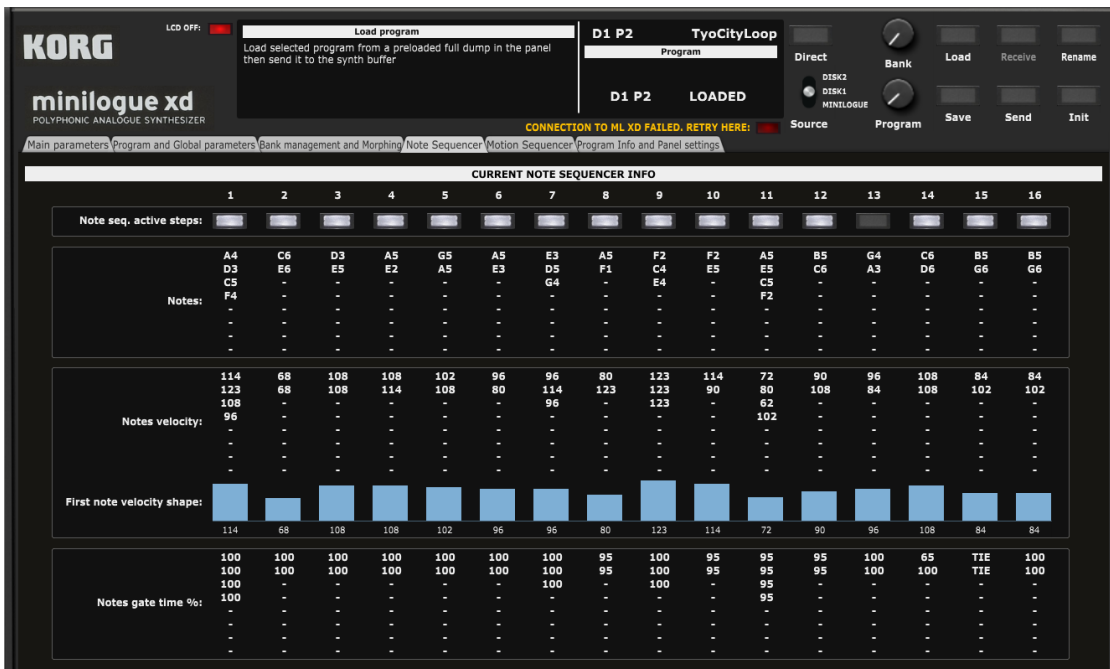 LCD OFF:
KORG
minilogue xd
POLYPHONIC ANALOGUE SYNTHESIZER
Load program
Load selected program from a preloaded full dump in the panel
then send it to the synth buffer
D1 P2 TyoCityLoop
Program
D1 P2 LOADED
CONNECTION TO ML XD FAILED. RETRY HERE:
Direct
DISK2
DISK1
MINILOGUE
Source
Bank
Program
Load Receive Rename
Save Send Init
Main parameters Program and Global parameters Bank management and Morphing Note Sequencer Motion Sequencer Program Info and Panel settings
CURRENT NOTE SEQUENCER INFO
1 2 3 4 5 6 7 8 9 10 11 12 13 14 15 16
Note seq. active steps:
Notes:
A4 C6 D3 A5 G5 A5 E3 A5 F2 F2 A5 B5 G4 C6 B5 B5
D3 E6 E5 E2 A5 E3 D5 F1 C4 E5 E5 C6 A3 D6 G6 G6
C5 - - - - - G4 - E4 - C5 - - - - -
F4 - - - - - - - - - F2 - - - - -
- - - - - - - - - - - - - - - -
- - - - - - - - - - - - - - - -
- - - - - - - - - - - - - - - -
- - - - - - - - - - - - - - - -
Notes velocity:
114 68 108 108 102 96 96 80 123 114 72 90 96 108 84 84
123 68 108 114 108 80 114 123 123 90 80 108 84 108 102 102
108 - - - - - 96 - 123 - 62 - - - - -
96 - - - - - - - - - 102 - - - - -
- - - - - - - - - - - - - - - -
- - - - - - - - - - - - - - - -
- - - - - - - - - - - - - - - -
- - - - - - - - - - - - - - - -
First note velocity shape:
114 68 108 108 102 96 96 80 123 114 72 90 96 108 84 84
Notes gate time %:
100 100 100 100 100 100 100 95 100 95 95 95 100 65 TIE 100
100 100 100 100 100 100 100 95 100 95 95 95 100 100 TIE 100
100 - - - - - 100 - 100 - 95 - - - - -
100 - - - - - - - - - 95 - - - - -
- - - - - - - - - - - - - - - -
- - - - - - - - - - - - - - - -
- - - - - - - - - - - - - - - -
- - - - - - - - - - - - - - - -